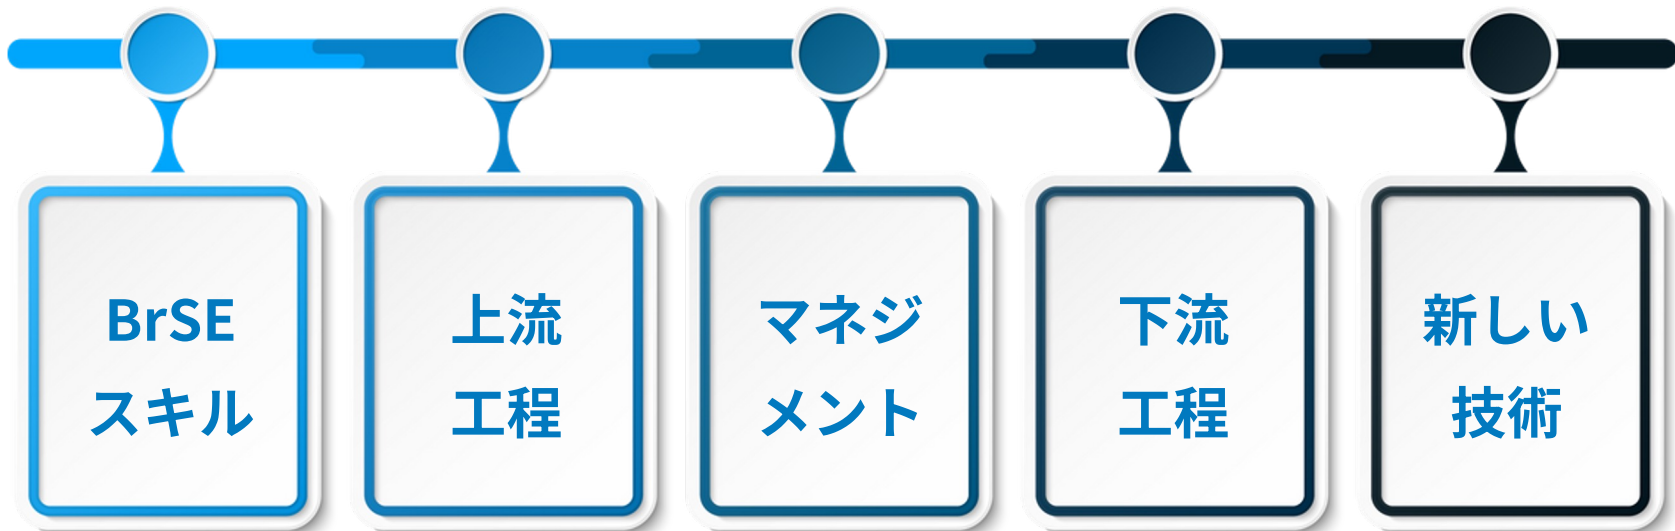 BrSE
スキル
上流
工程
マネジ
メント
下流
工程
新しい
技術